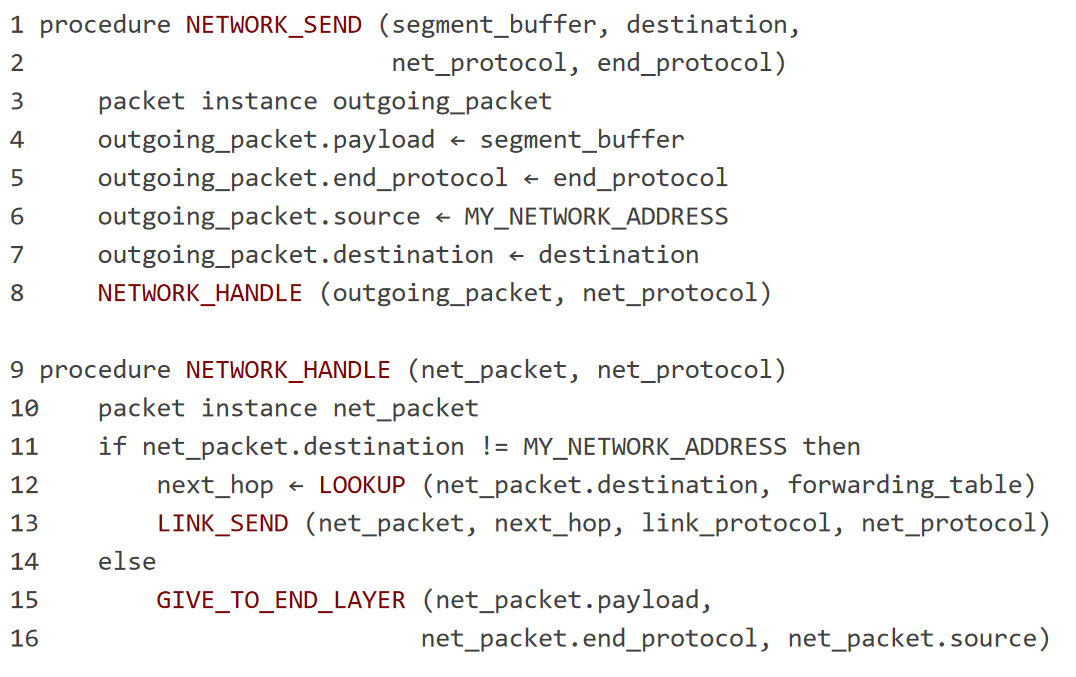 1 procedure NETWORK_SEND (segment_buffer, destination,
2                         net_protocol, end_protocol)
3     packet instance outgoing_packet
4     outgoing_packet.payload ← segment_buffer
5     outgoing_packet.end_protocol ← end_protocol
6     outgoing_packet.source ← MY_NETWORK_ADDRESS
7     outgoing_packet.destination ← destination
8     NETWORK_HANDLE (outgoing_packet, net_protocol)

9 procedure NETWORK_HANDLE (net_packet, net_protocol)
10    packet instance net_packet
11    if net_packet.destination != MY_NETWORK_ADDRESS then
12        next_hop ← LOOKUP (net_packet.destination, forwarding_table)
13        LINK_SEND (net_packet, next_hop, link_protocol, net_protocol)
14    else
15        GIVE_TO_END_LAYER (net_packet.payload,
16                          net_packet.end_protocol, net_packet.source)